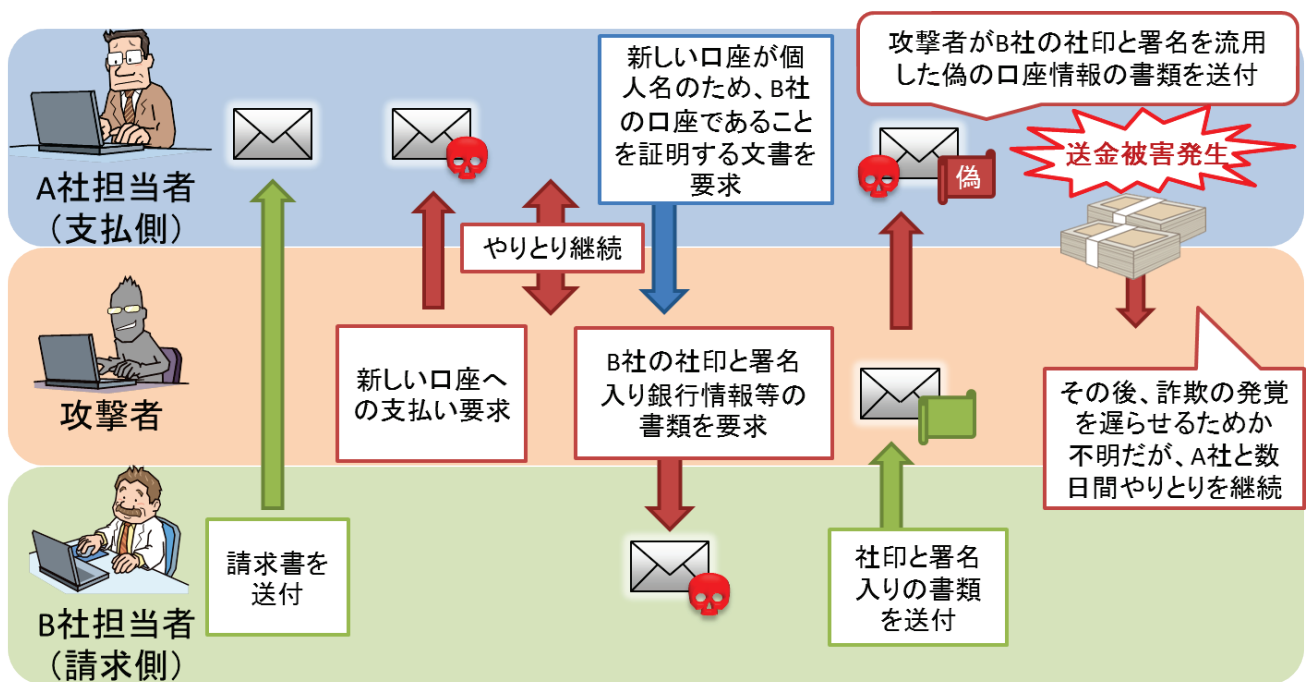 A社担当者
（支払側）
新しい口座が個
人名のため、B社
の口座であること
を証明する文書を
要求
攻撃者がB社の社印と署名を流用
した偽の口座情報の書類を送付
偽
送金被害発生
やりとり継続
攻撃者
新しい口座へ
の支払い要求
B社の社印と署名
入り銀行情報等の
書類を要求
その後、詐欺の発覚
を遅らせるためか
不明だが、A社と数
日間やりとりを継続
B社担当者
（請求側）
請求書を
送付
社印と署名
入りの書類
を送付